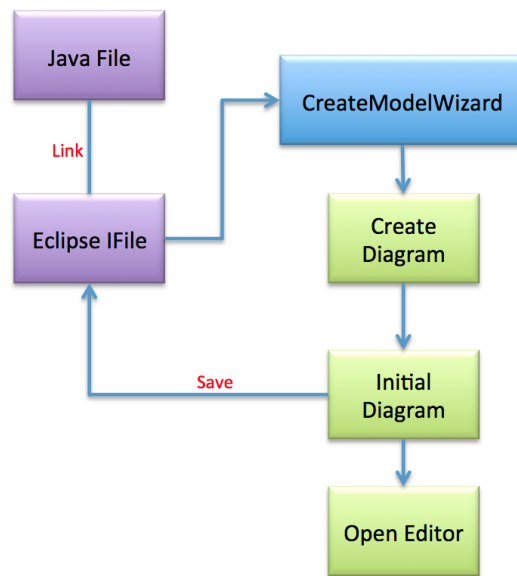 Java File
CreateModelWizard
Link
Eclipse IFile
Create
Diagram
Save
Initial
Diagram
Open Editor